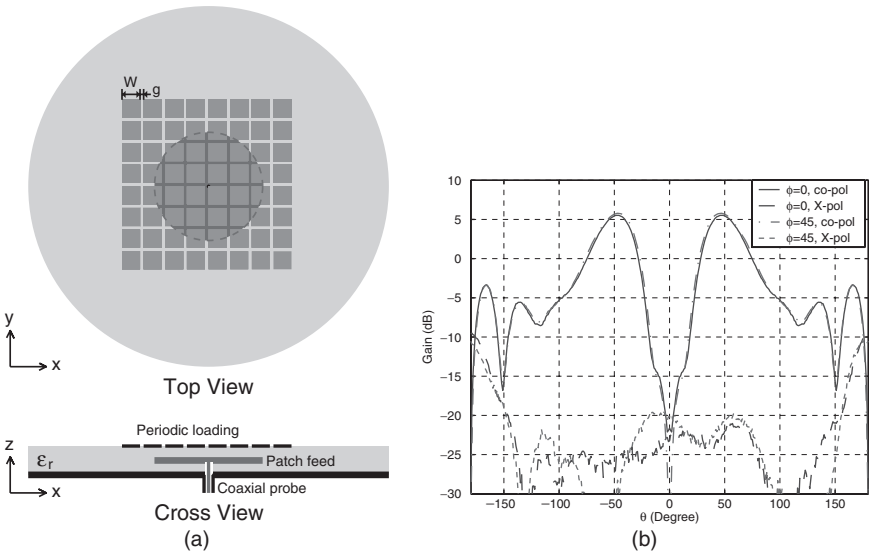 W
g
y
x
Top View
Periodic loading
z
εr
Patch feed
x
Coaxial probe
Cross View
(a)
10
5
0
−5
−10
−15
−20
−25
−30
Gain (dB)
−150
−100
−50
0
50
100
150
θ (Degree)
ϕ=0, co-pol
ϕ=0, X-pol
ϕ=45, co-pol
ϕ=45, X-pol
(b)